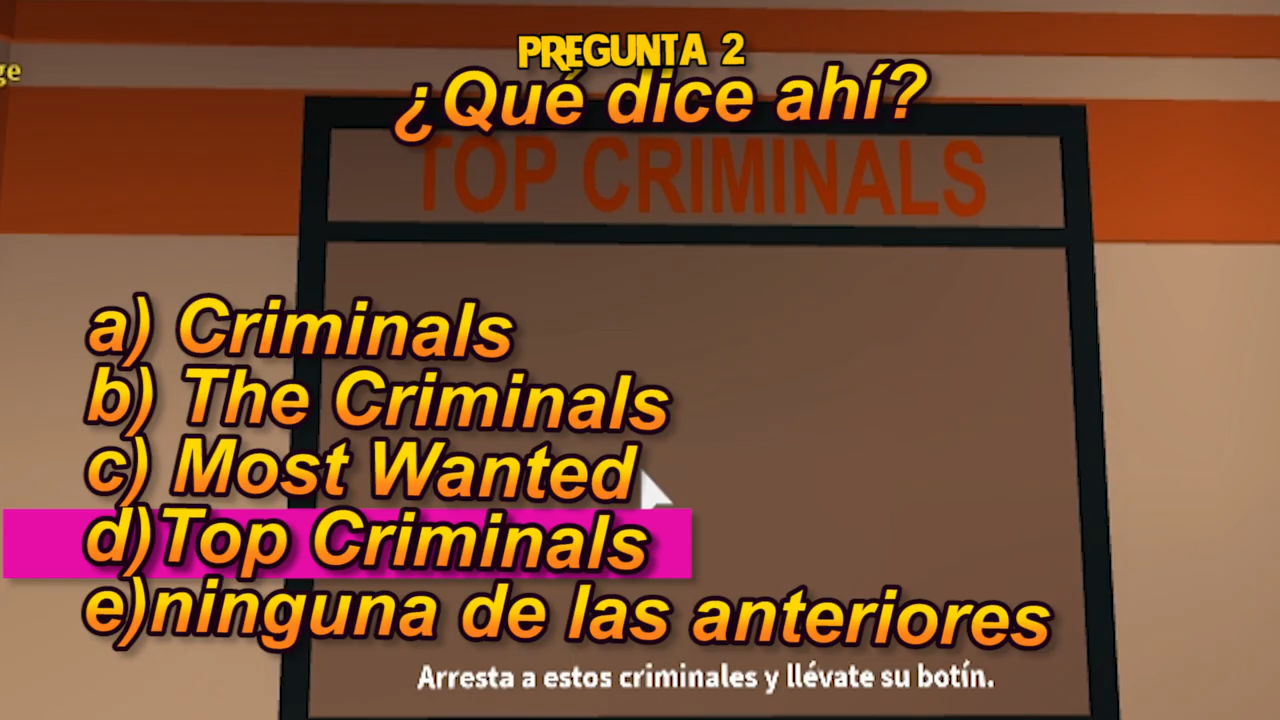 PREGUNTA 2
¿Qué dice ahí?
TOP CRIMINALS
a) Criminals
b) The Criminals
c) Most Wanted
d)Top Criminals
e)ninguna de las anteriores
Arresta a estos criminales y llévate su botín.